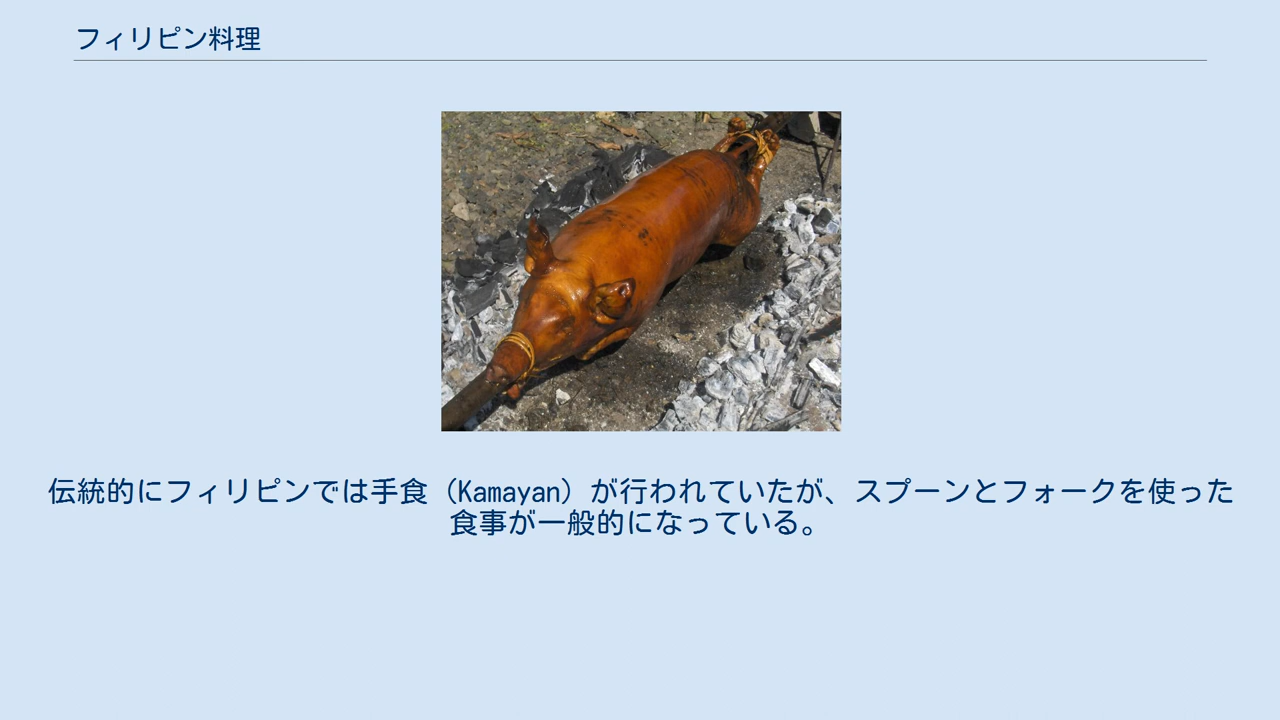 フィリピン料理
伝統的にフィリピンでは手食（Kamayan）が行われていたが、スプーンとフォークを使った
食事が一般的になっている。